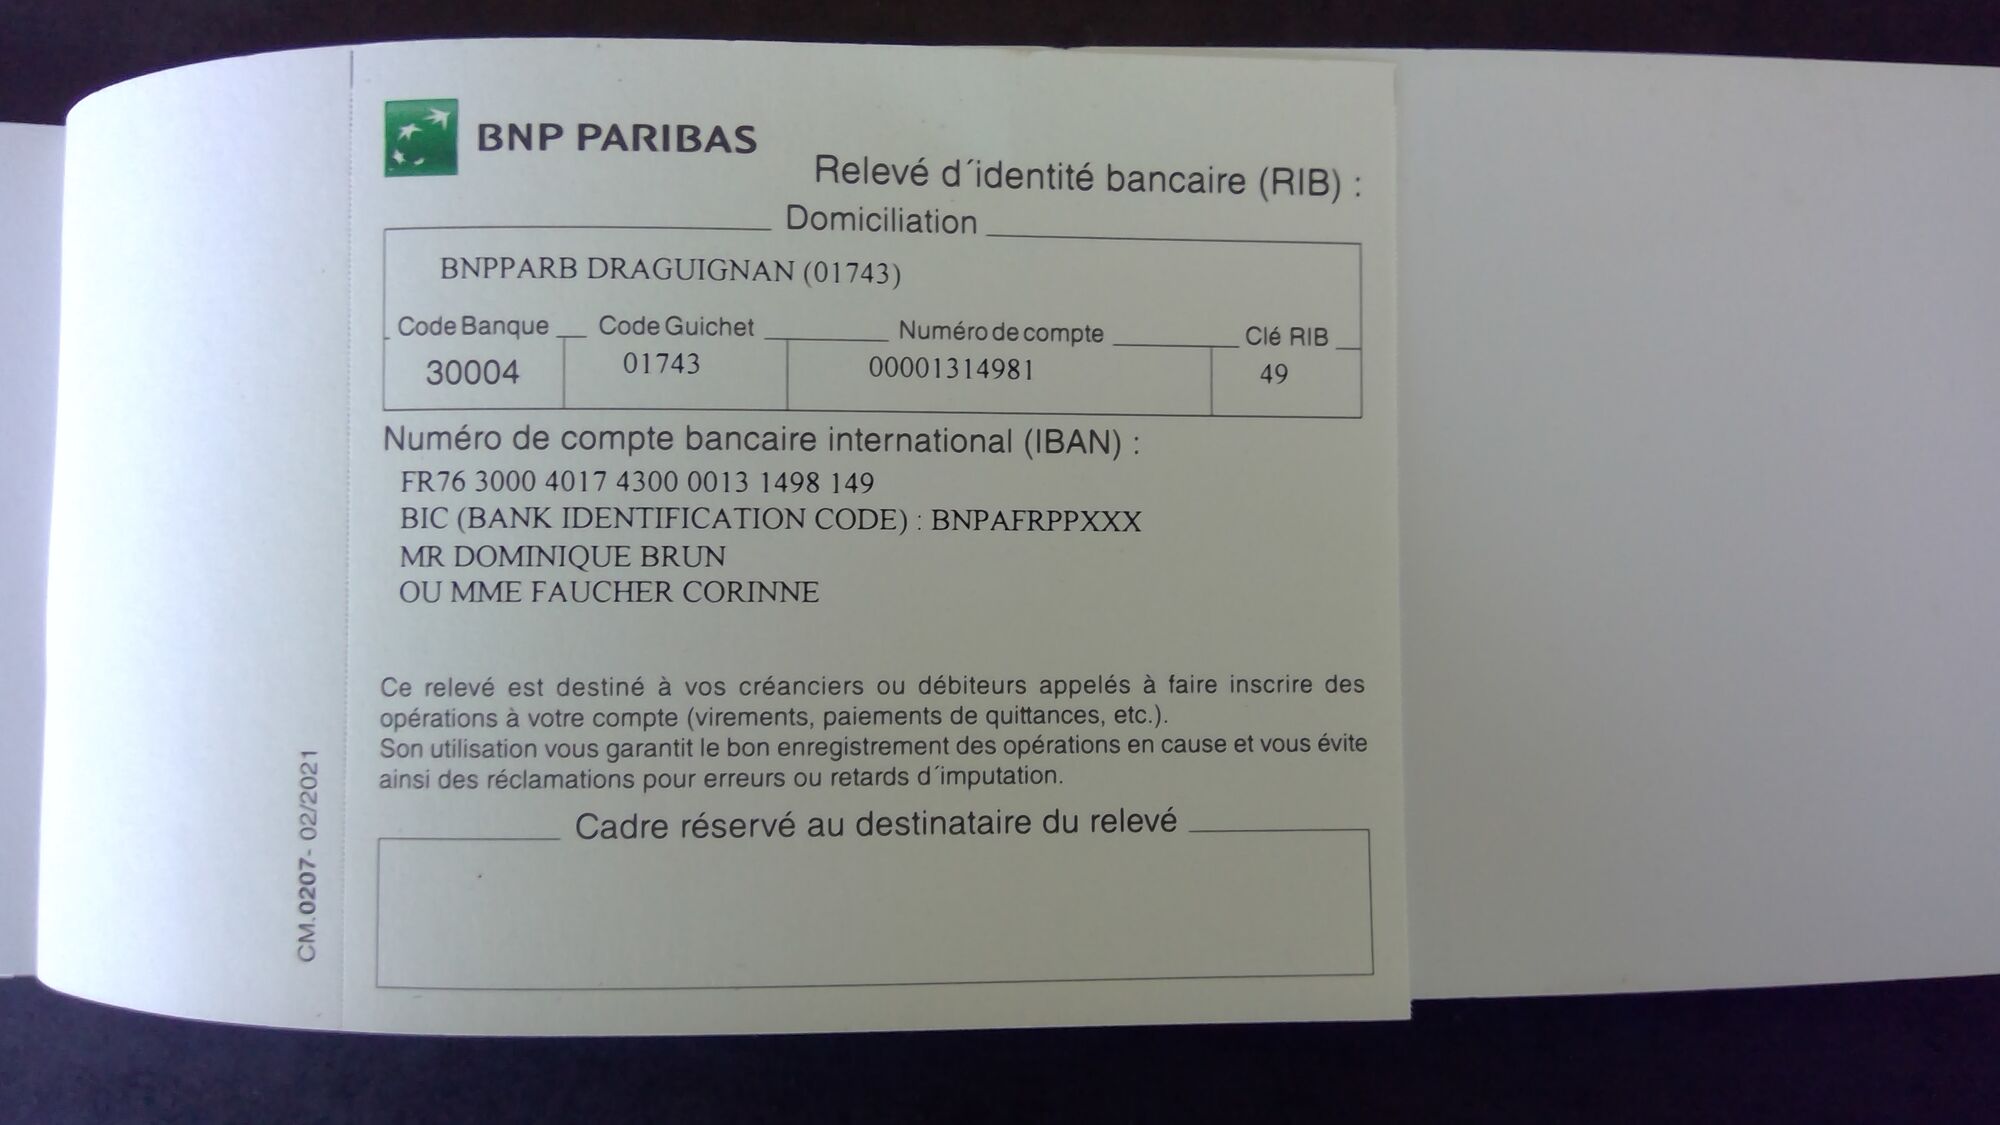 BNP PARIBAS
Relevé d´identité bancaire (RIB) :
Domiciliation
BNPPARB DRAGUIGNAN (01743)
Code Banque Code Guichet Numéro de compte Clé RIB
30004 01743 00001314981 49
Numéro de compte bancaire international (IBAN) :
FR76 3000 4017 4300 0013 1498 149
BIC (BANK IDENTIFICATION CODE) : BNPAFRPPXXX
MR DOMINIQUE BRUN
OU MME FAUCHER CORINNE
Ce relevé est destiné à vos créanciers ou débiteurs appelés à faire inscrire des
opérations à votre compte (virements, paiements de quittances, etc.).
Son utilisation vous garantit le bon enregistrement des opérations en cause et vous évite
ainsi des réclamations pour erreurs ou retards d´imputation.
Cadre réservé au destinataire du relevé
CM.0207- 02/2021